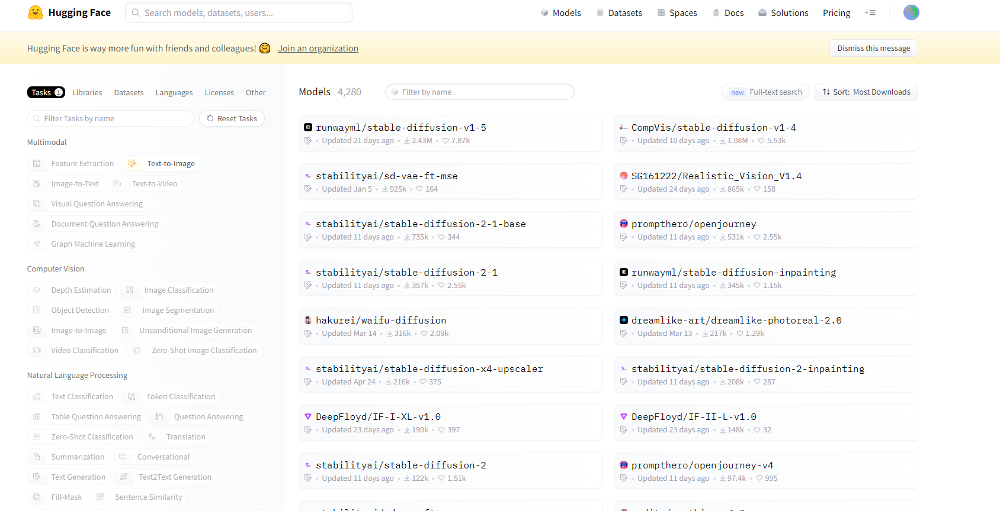 Hugging Face
Search models, datasets, users...
Models
Datasets
Spaces
Docs
Solutions
Pricing
Hugging Face is way more fun with friends and colleagues! 🤗 Join an organization
Dismiss this message
Tasks 1
Libraries
Datasets
Languages
Licenses
Other
Filter Tasks by name
Reset Tasks
Multimodal
Feature Extraction
Text-to-Image
Image-to-Text
Text-to-Video
Visual Question Answering
Document Question Answering
Graph Machine Learning
Computer Vision
Depth Estimation
Image Classification
Object Detection
Image Segmentation
Image-to-Image
Unconditional Image Generation
Video Classification
Zero-Shot Image Classification
Natural Language Processing
Text Classification
Token Classification
Table Question Answering
Question Answering
Zero-Shot Classification
Translation
Summarization
Conversational
Text Generation
Text2Text Generation
Fill-Mask
Sentence Similarity
Models 4,280
Filter by name
new Full-text search
Sort: Most Downloads
runwayml/stable-diffusion-v1-5
Updated 21 days ago • 2.43M • 7.87k
CompVis/stable-diffusion-v1-4
Updated 10 days ago • 1.08M • 5.53k
stabilityai/sd-vae-ft-mse
Updated Jan 5 • 925k • 164
SG161222/Realistic_Vision_V1.4
Updated 24 days ago • 865k • 158
stabilityai/stable-diffusion-2-1-base
Updated 11 days ago • 735k • 344
prompthero/openjourney
Updated 11 days ago • 531k • 2.55k
stabilityai/stable-diffusion-2-1
Updated 11 days ago • 357k • 2.55k
runwayml/stable-diffusion-inpainting
Updated 11 days ago • 345k • 1.15k
hakurei/waifu-diffusion
Updated Mar 14 • 316k • 2.09k
dreamlike-art/dreamlike-photoreal-2.0
Updated Mar 13 • 217k • 1.29k
stabilityai/stable-diffusion-x4-upscaler
Updated Apr 24 • 216k • 375
stabilityai/stable-diffusion-2-inpainting
Updated 11 days ago • 208k • 287
DeepFloyd/IF-I-XL-v1.0
Updated 23 days ago • 190k • 397
DeepFloyd/IF-II-L-v1.0
Updated 23 days ago • 148k • 32
stabilityai/stable-diffusion-2
Updated 11 days ago • 122k • 1.51k
prompthero/openjourney-v4
Updated 11 days ago • 97.4k • 995